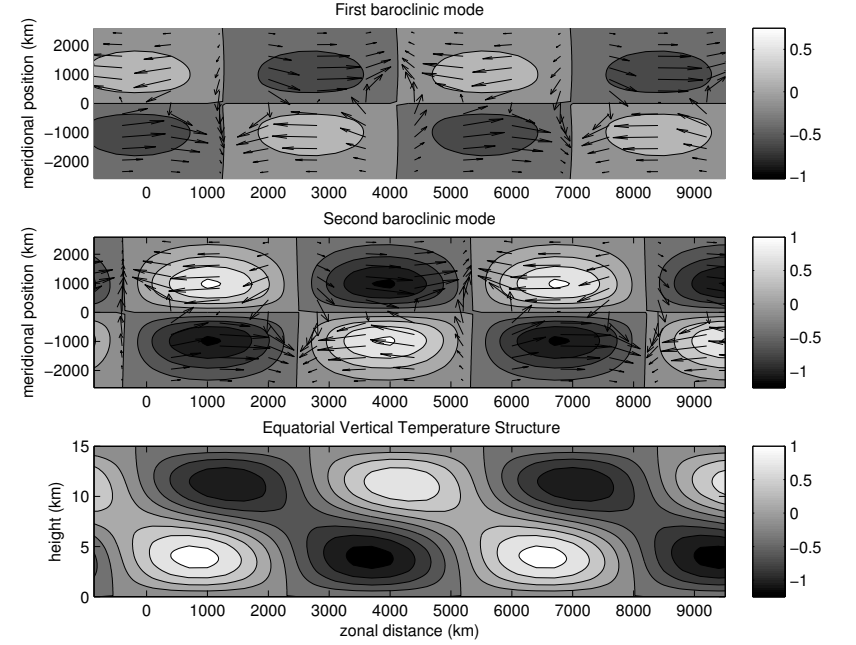 First baroclinic mode
meridional position (km)
2000
1000
0
−1000
−2000
0 1000 2000 3000 4000 5000 6000 7000 8000 9000
0.5
0
−0.5
−1
Second baroclinic mode
meridional position (km)
2000
1000
0
−1000
−2000
0 1000 2000 3000 4000 5000 6000 7000 8000 9000
1
0.5
0
−0.5
−1
Equatorial Vertical Temperature Structure
height (km)
15
10
5
0
0 1000 2000 3000 4000 5000 6000 7000 8000 9000
zonal distance (km)
1
0.5
0
−0.5
−1